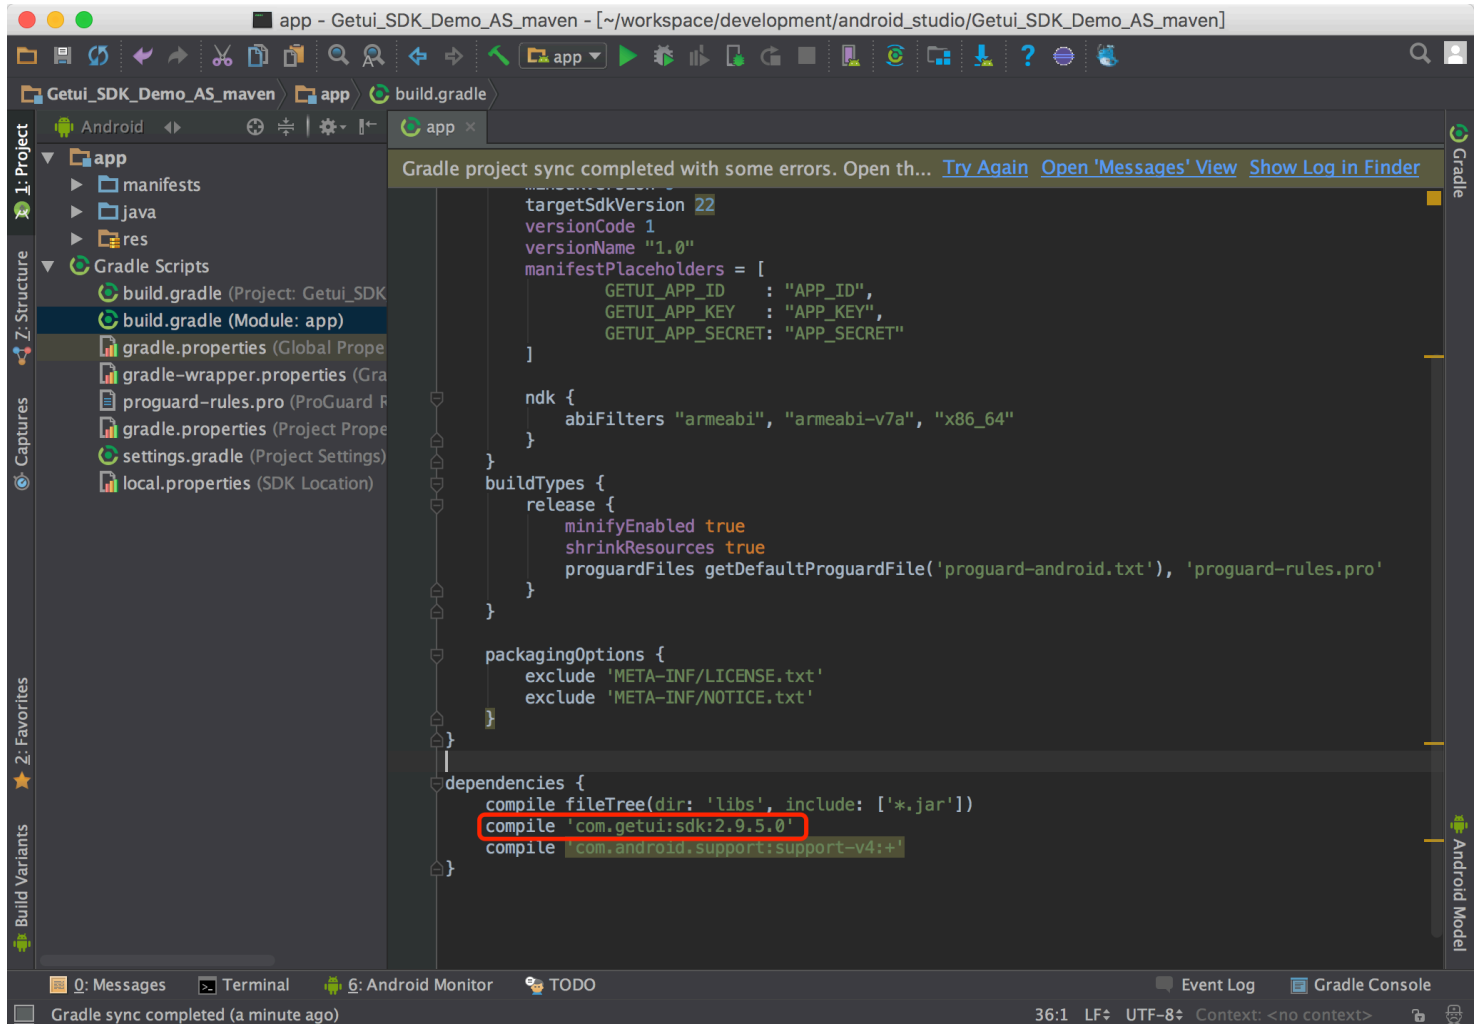 app - Getui_SDK_Demo_AS_maven - [~/workspace/development/android_studio/Getui_SDK_Demo_AS_maven]
app
Getui_SDK_Demo_AS_maven
app
build.gradle
1: Project
Z: Structure
Captures
2: Favorites
Build Variants
Android
app
manifests
java
res
Gradle Scripts
build.gradle (Project: Getui_SDK
build.gradle (Module: app)
gradle.properties (Global Prope
gradle-wrapper.properties (Gra
proguard-rules.pro (ProGuard R
gradle.properties (Project Prope
settings.gradle (Project Settings)
local.properties (SDK Location)
app
Gradle project sync completed with some errors. Open th... Try Again Open 'Messages' View Show Log in Finder
targetSdkVersion 22
versionCode 1
versionName "1.0"
manifestPlaceholders = [
GETUI_APP_ID : "APP_ID",
GETUI_APP_KEY : "APP_KEY",
GETUI_APP_SECRET: "APP_SECRET"
]
ndk {
abiFilters "armeabi", "armeabi-v7a", "x86_64"
}
}
buildTypes {
release {
minifyEnabled true
shrinkResources true
proguardFiles getDefaultProguardFile('proguard-android.txt'), 'proguard-rules.pro'
}
}
packagingOptions {
exclude 'META-INF/LICENSE.txt'
exclude 'META-INF/NOTICE.txt'
}
}
dependencies {
compile fileTree(dir: 'libs', include: ['*.jar'])
compile 'com.getui:sdk:2.9.5.0'
compile 'com.android.support:support-v4:+'
}
Gradle
Android Model
0: Messages
Terminal
6: Android Monitor
TODO
Event Log
Gradle Console
Gradle sync completed (a minute ago)
36:1 LF UTF-8 Context: <no context>